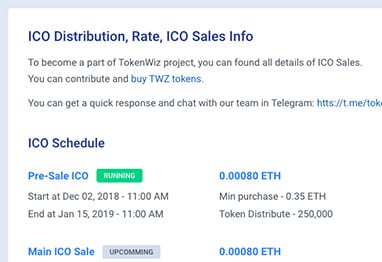 ICO Distribution, Rate, ICO Sales Info
To become a part of TokenWiz project, you can found all details of ICO Sales.
You can contribute and buy TWZ tokens.
You can get a quick response and chat with our team in Telegram: htts://t.me/toke
ICO Schedule
Pre-Sale ICO RUNNING 0.00080 ETH
Start at Dec 02, 2018 - 11:00 AM Min purchase - 0.35 ETH
End at Jan 15, 2019 - 11:00 AM Token Distribute - 250,000
Main ICO Sale UPCOMMING 0.00080 ETH